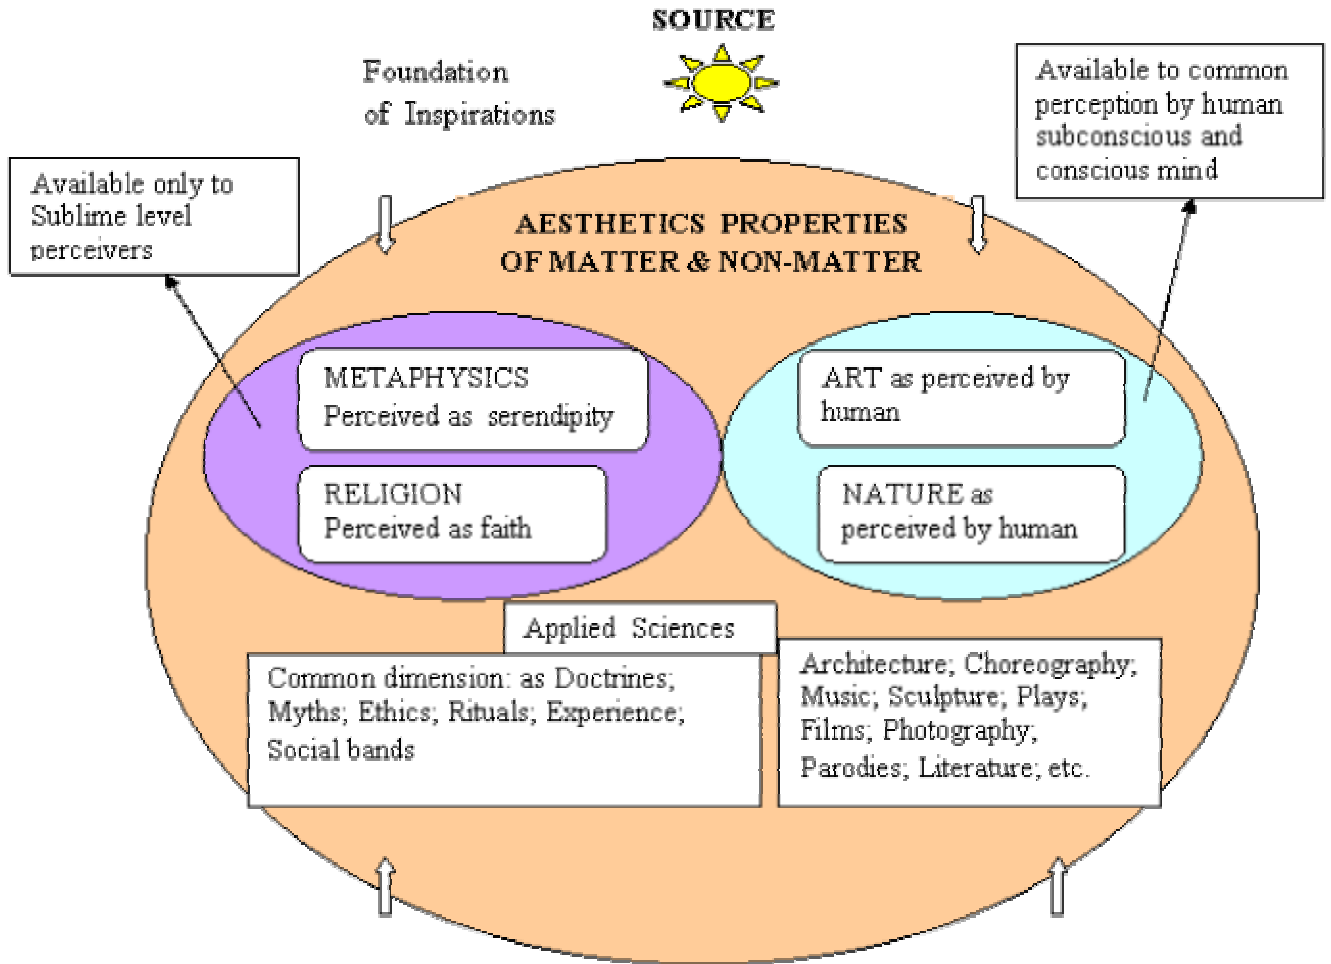 SOURCE
Foundation
of Inspirations
Available to common
perception by human
subconscious and
conscious mind
Available only to
Sublime level
perceivers
AESTHETICS PROPERTIES
OF MATTER & NON-MATTER
METAPHYSICS
Perceived as serendipity
RELIGION
Perceived as faith
ART as perceived by
human
NATURE as
perceived by human
Applied Sciences
Common dimension: as Doctrines;
Myths; Ethics; Rituals; Experience;
Social bands
Architecture; Choreography;
Music; Sculpture; Plays;
Films; Photography;
Parodies; Literature; etc.